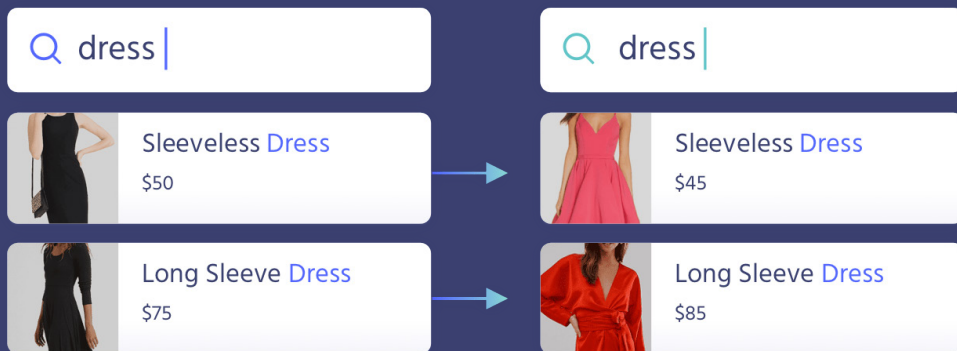 dress
Sleeveless Dress
$50
Long Sleeve Dress
$75
dress
Sleeveless Dress
$45
Long Sleeve Dress
$85